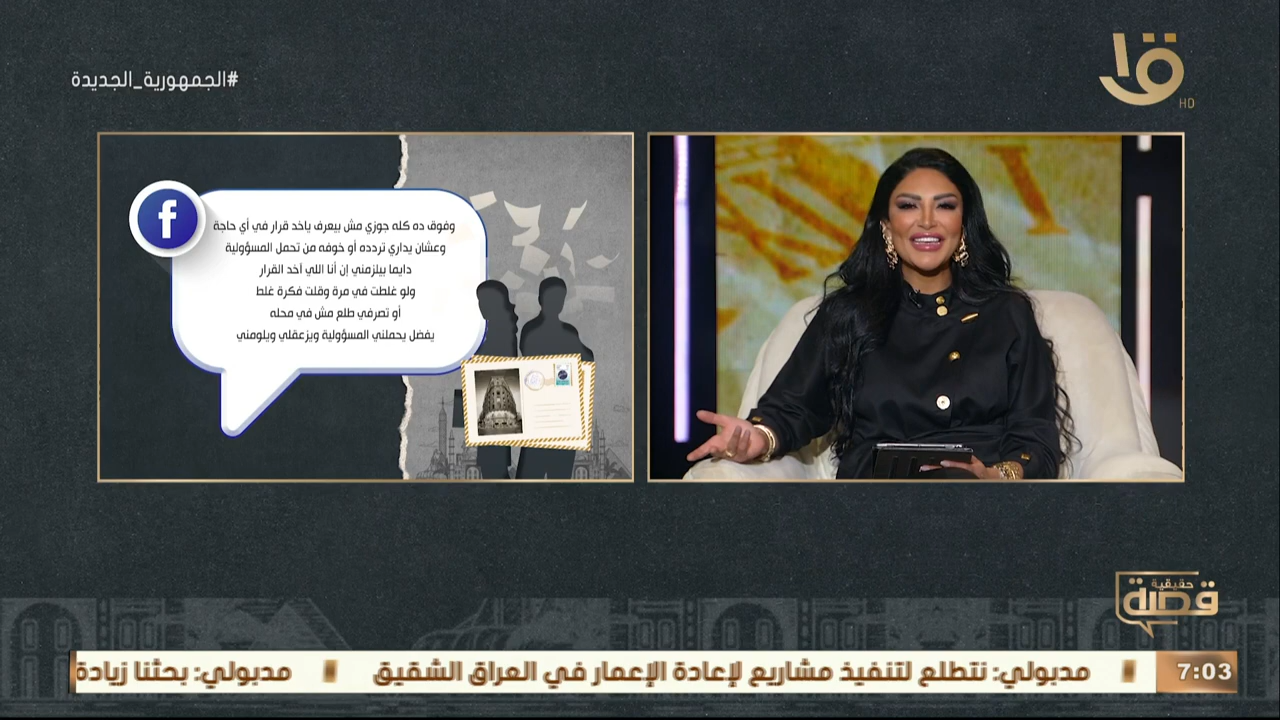 #الجمهورية_الجديدة
HD
f
وفوق ده كله جوزي مش بيعرف ياخد قرار في أي حاجة
وعشان يداري تردده أو خوفه من تحمل المسؤولية
دايما بيلزمني إن أنا اللي آخد القرار
ولو غلطت في مرة وقلت فكرة غلط
أو تصرفي طلع مش في محله
يفضل يحملني المسؤولية ويزعقلي ويلومني
قصة حقيقية
7:03
مدبولي: نتطلع لتنفيذ مشاريع لإعادة الإعمار في العراق الشقيق
مدبولي: بحثنا زيادة